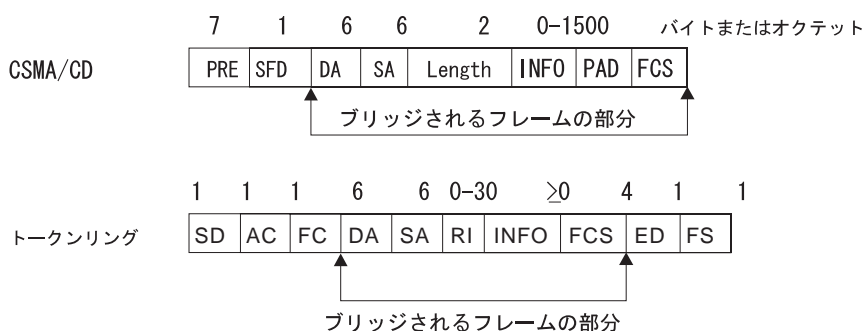 7 1 6 6 2 0-1500 バイトまたはオクテット
CSMA/CD PRE SFD DA SA Length INFO PAD FCS
ブリッジされるフレームの部分
1 1 1 6 6 0-30 ≥0 4 1 1
トークンリング SD AC FC DA SA RI INFO FCS ED FS
ブリッジされるフレームの部分